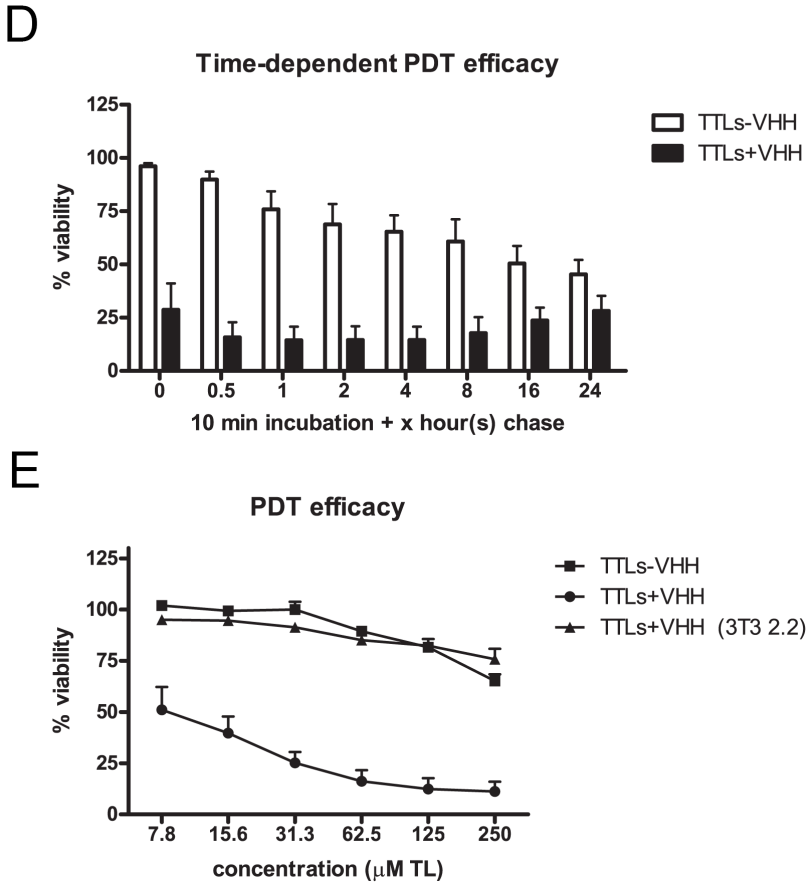 D
Time-dependent PDT efficacy
TTLs-VHH
TTLs+VHH
% viability
125
100
75
50
25
0
0 0.5 1 2 4 8 16 24
10 min incubation + x hour(s) chase
E
PDT efficacy
TTLs-VHH
TTLs+VHH
TTLs+VHH (3T3 2.2)
% viability
125
100
75
50
25
0
7.8 15.6 31.3 62.5 125 250
concentration (μM TL)